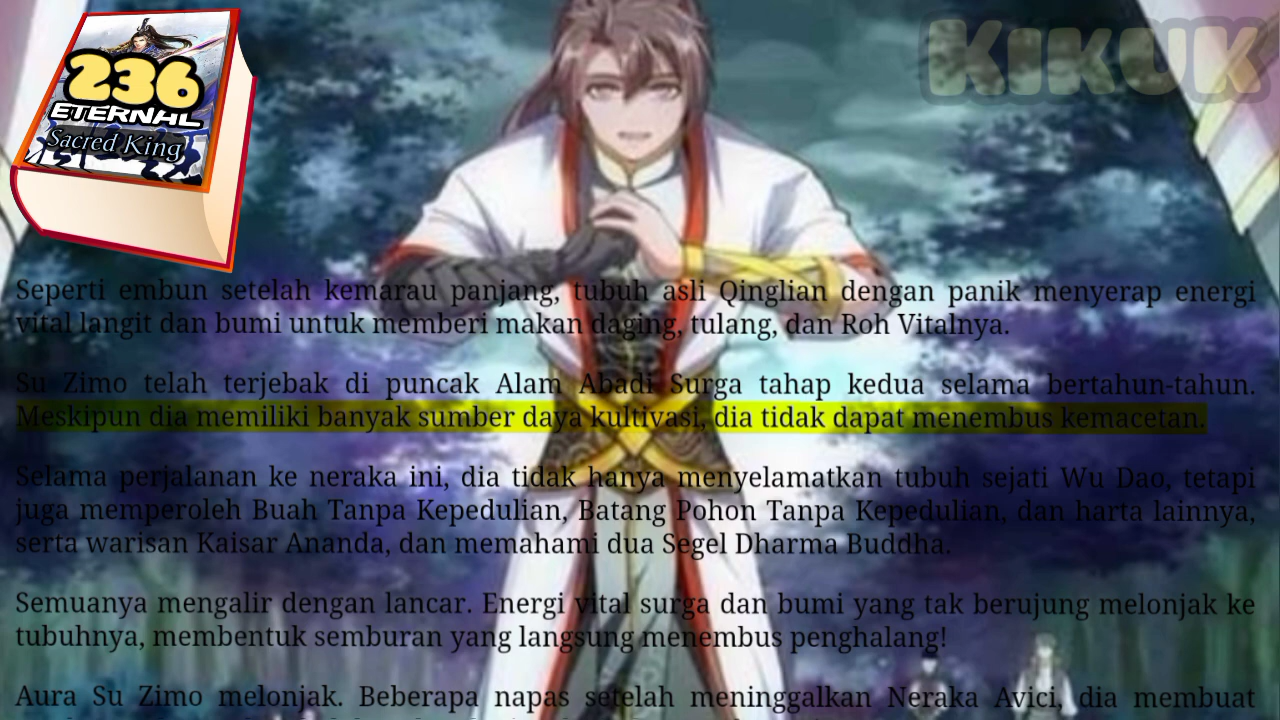 236
ETERNAL
Sacred King
KIKUK
Seperti embun setelah kemarau panjang, tubuh asli Qinglian dengan panik menyerap energi
vital langit dan bumi untuk memberi makan daging, tulang, dan Roh Vitalnya.
Su Zimo telah terjebak di puncak Alam Abadi Surga tahap kedua selama bertahun-tahun.
Meskipun dia memiliki banyak sumber daya kultivasi, dia tidak dapat menembus kemacetan.
Selama perjalanan ke neraka ini, dia tidak hanya menyelamatkan tubuh sejati Wu Dao, tetapi
juga memperoleh Buah Tanpa Kepedulian, Batang Pohon Tanpa Kepedulian, dan harta lainnya,
serta warisan Kaisar Ananda, dan memahami dua Segel Dharma Buddha.
Semuanya mengalir dengan lancar. Energi vital surga dan bumi yang tak berujung melonjak ke
tubuhnya, membentuk semburan yang langsung menembus penghalang!
Aura Su Zimo melonjak. Beberapa napas setelah meninggalkan Neraka Avici, dia membuat